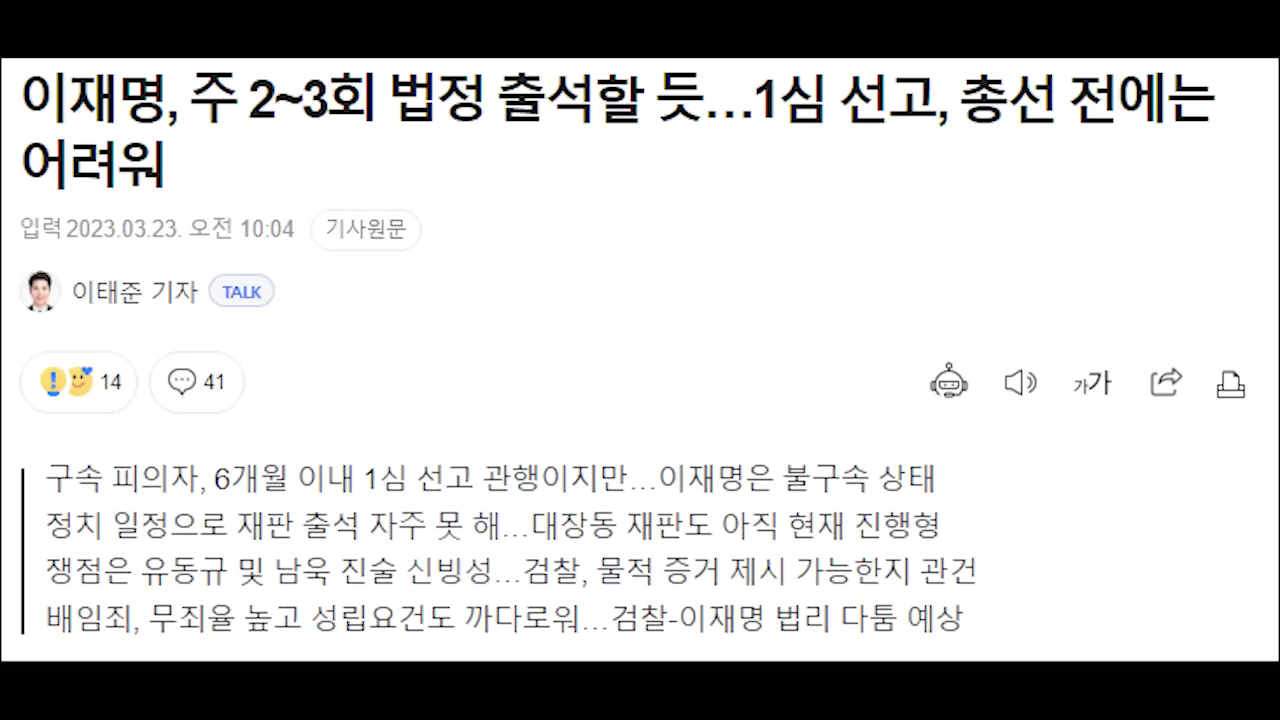 이재명, 주 2~3회 법정 출석할 듯…1심 선고, 총선 전에는
어려워
입력 2023.03.23. 오전 10:04 기사원문
이태준 기자 TALK
14 41
가가
구속 피의자, 6개월 이내 1심 선고 관행이지만…이재명은 불구속 상태
정치 일정으로 재판 출석 자주 못 해…대장동 재판도 아직 현재 진행형
쟁점은 유동규 및 남욱 진술 신빙성…검찰, 물적 증거 제시 가능한지 관건
배임죄, 무죄율 높고 성립요건도 까다로워…검찰-이재명 법리 다툼 예상